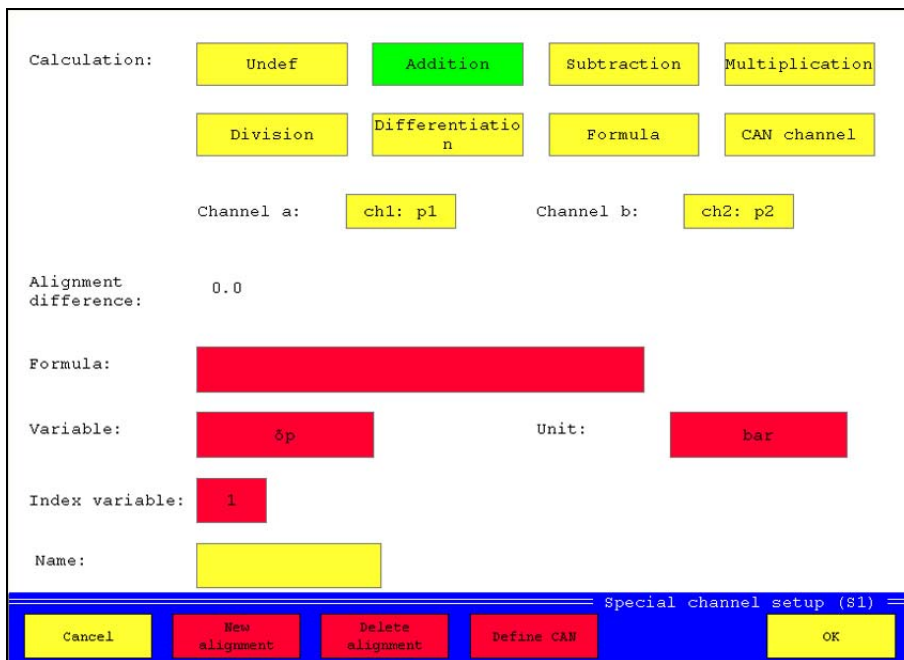 Calculation:
Undef
Addition
Subtraction
Multiplication
Division
Differentiatio
n
Formula
CAN channel
Channel a:
ch1: p1
Channel b:
ch2: p2
Alignment
difference:
0.0
Formula:
Variable:
δp
Unit:
bar
Index variable:
1
Name:
Special channel setup (S1)
Cancel
New
alignment
Delete
alignment
Define CAN
OK